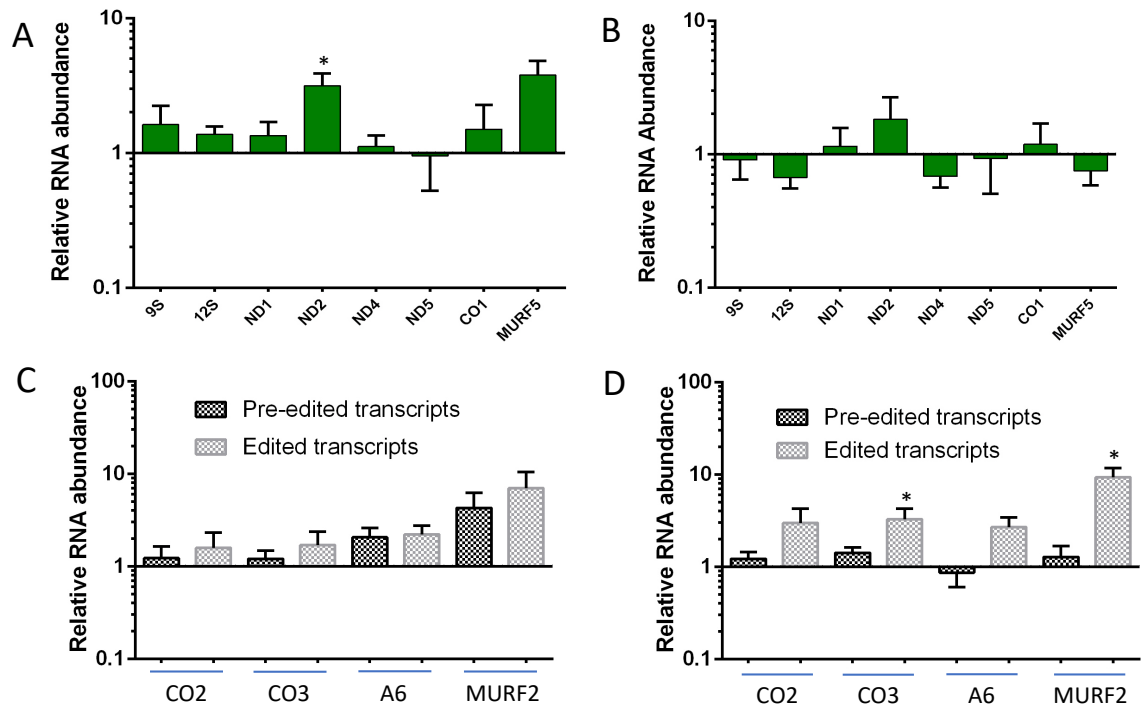 A
Relative RNA abundance
10
1
0.1
*
9S
12S
ND1
ND2
ND4
ND5
CO1
MURF5
B
Relative RNA Abundance
10
1
0.1
9S
12S
ND1
ND2
ND4
ND5
CO1
MURF5
C
Relative RNA abundance
100
10
1
0.1
Pre-edited transcripts
Edited transcripts
CO2
CO3
A6
MURF2
D
Relative RNA abundance
100
10
1
0.1
Pre-edited transcripts
Edited transcripts
*
*
CO2
CO3
A6
MURF2